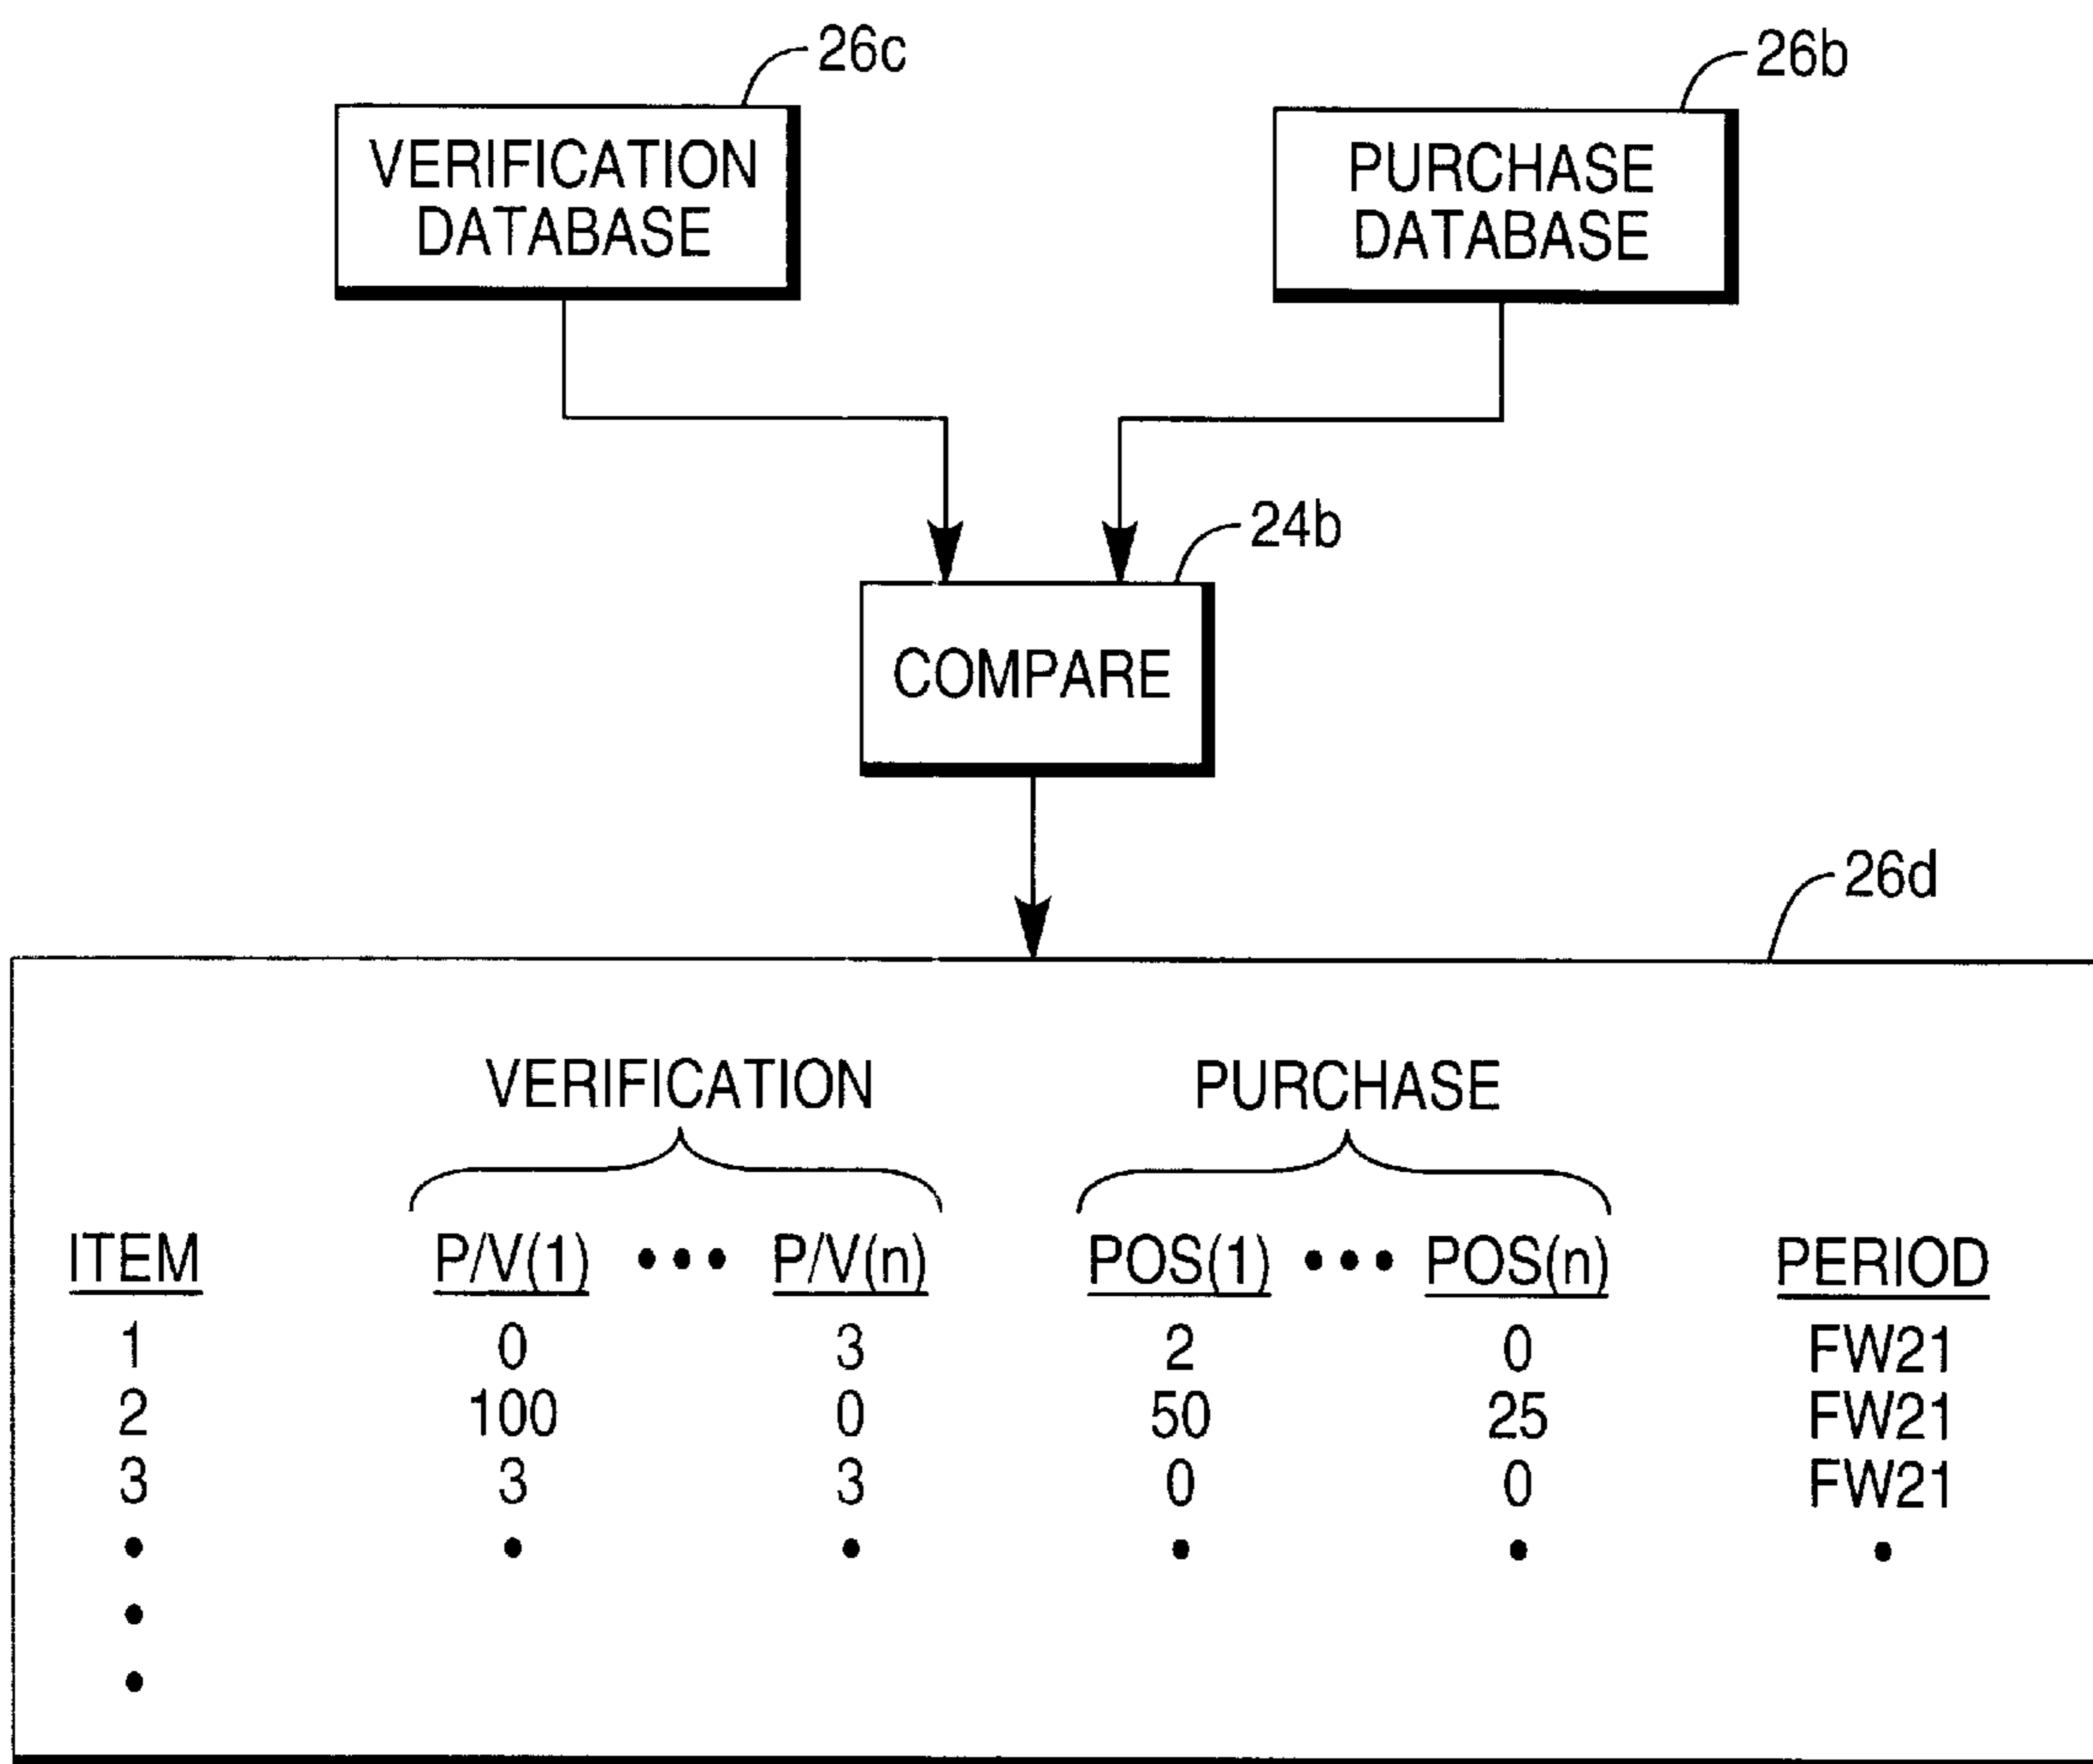 26c
26b
VERIFICATION
DATABASE
PURCHASE
DATABASE
24b
COMPARE
26d
VERIFICATION PURCHASE
ITEM P/V(1) ••• P/V(n) POS(1) ••• POS(n) PERIOD
1 0 3 2 0 FW21
2 100 0 50 25 FW21
3 3 3 0 0 FW21
• • • • • •
•
•